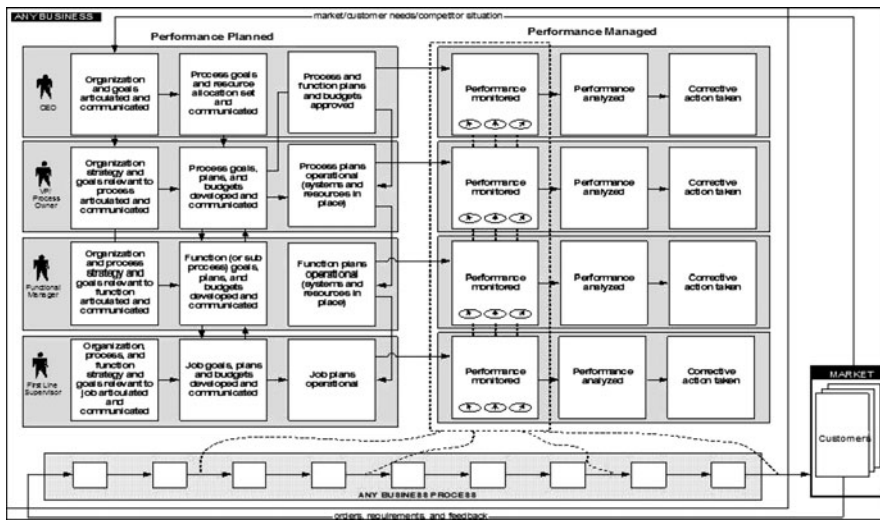 ANY BUSINESS
market/customer needs/competitor situation
Performance Planned
Performance Managed
CEO
Organization
and goals
articulated and
communicated
Process goals
and resource
allocation set
and
communicated
Process and
function plans
and budgets
approved
Performance
monitored
Performance
analyzed
Corrective
action taken
VP/
Process
Owner
Organization
strategy and
goals relevant to
process
articulated and
communicated
Process goals,
plans, and
budgets
developed and
communicated
Process plans
operational
(systems and
resources in
place)
Performance
monitored
Performance
analyzed
Corrective
action taken
Functional
Manager
Organization
and process
strategy and
goals relevant to
function
articulated and
communicated
Function (or sub
process) goals,
plans, and
budgets
developed and
communicated
Function plans
operational
(systems and
resources in
place)
Performance
monitored
Performance
analyzed
Corrective
action taken
First Line
Supervisor
Organization,
process, and
function
strategy and
goals relevant to
job articulated
and
communicated
Job goals, plans
and budgets
developed and
communicated
Job plans
operational
Performance
monitored
Performance
analyzed
Corrective
action taken
MARKET
Customers
ANY BUSINESS PROCESS
orders, requirements, and feedback